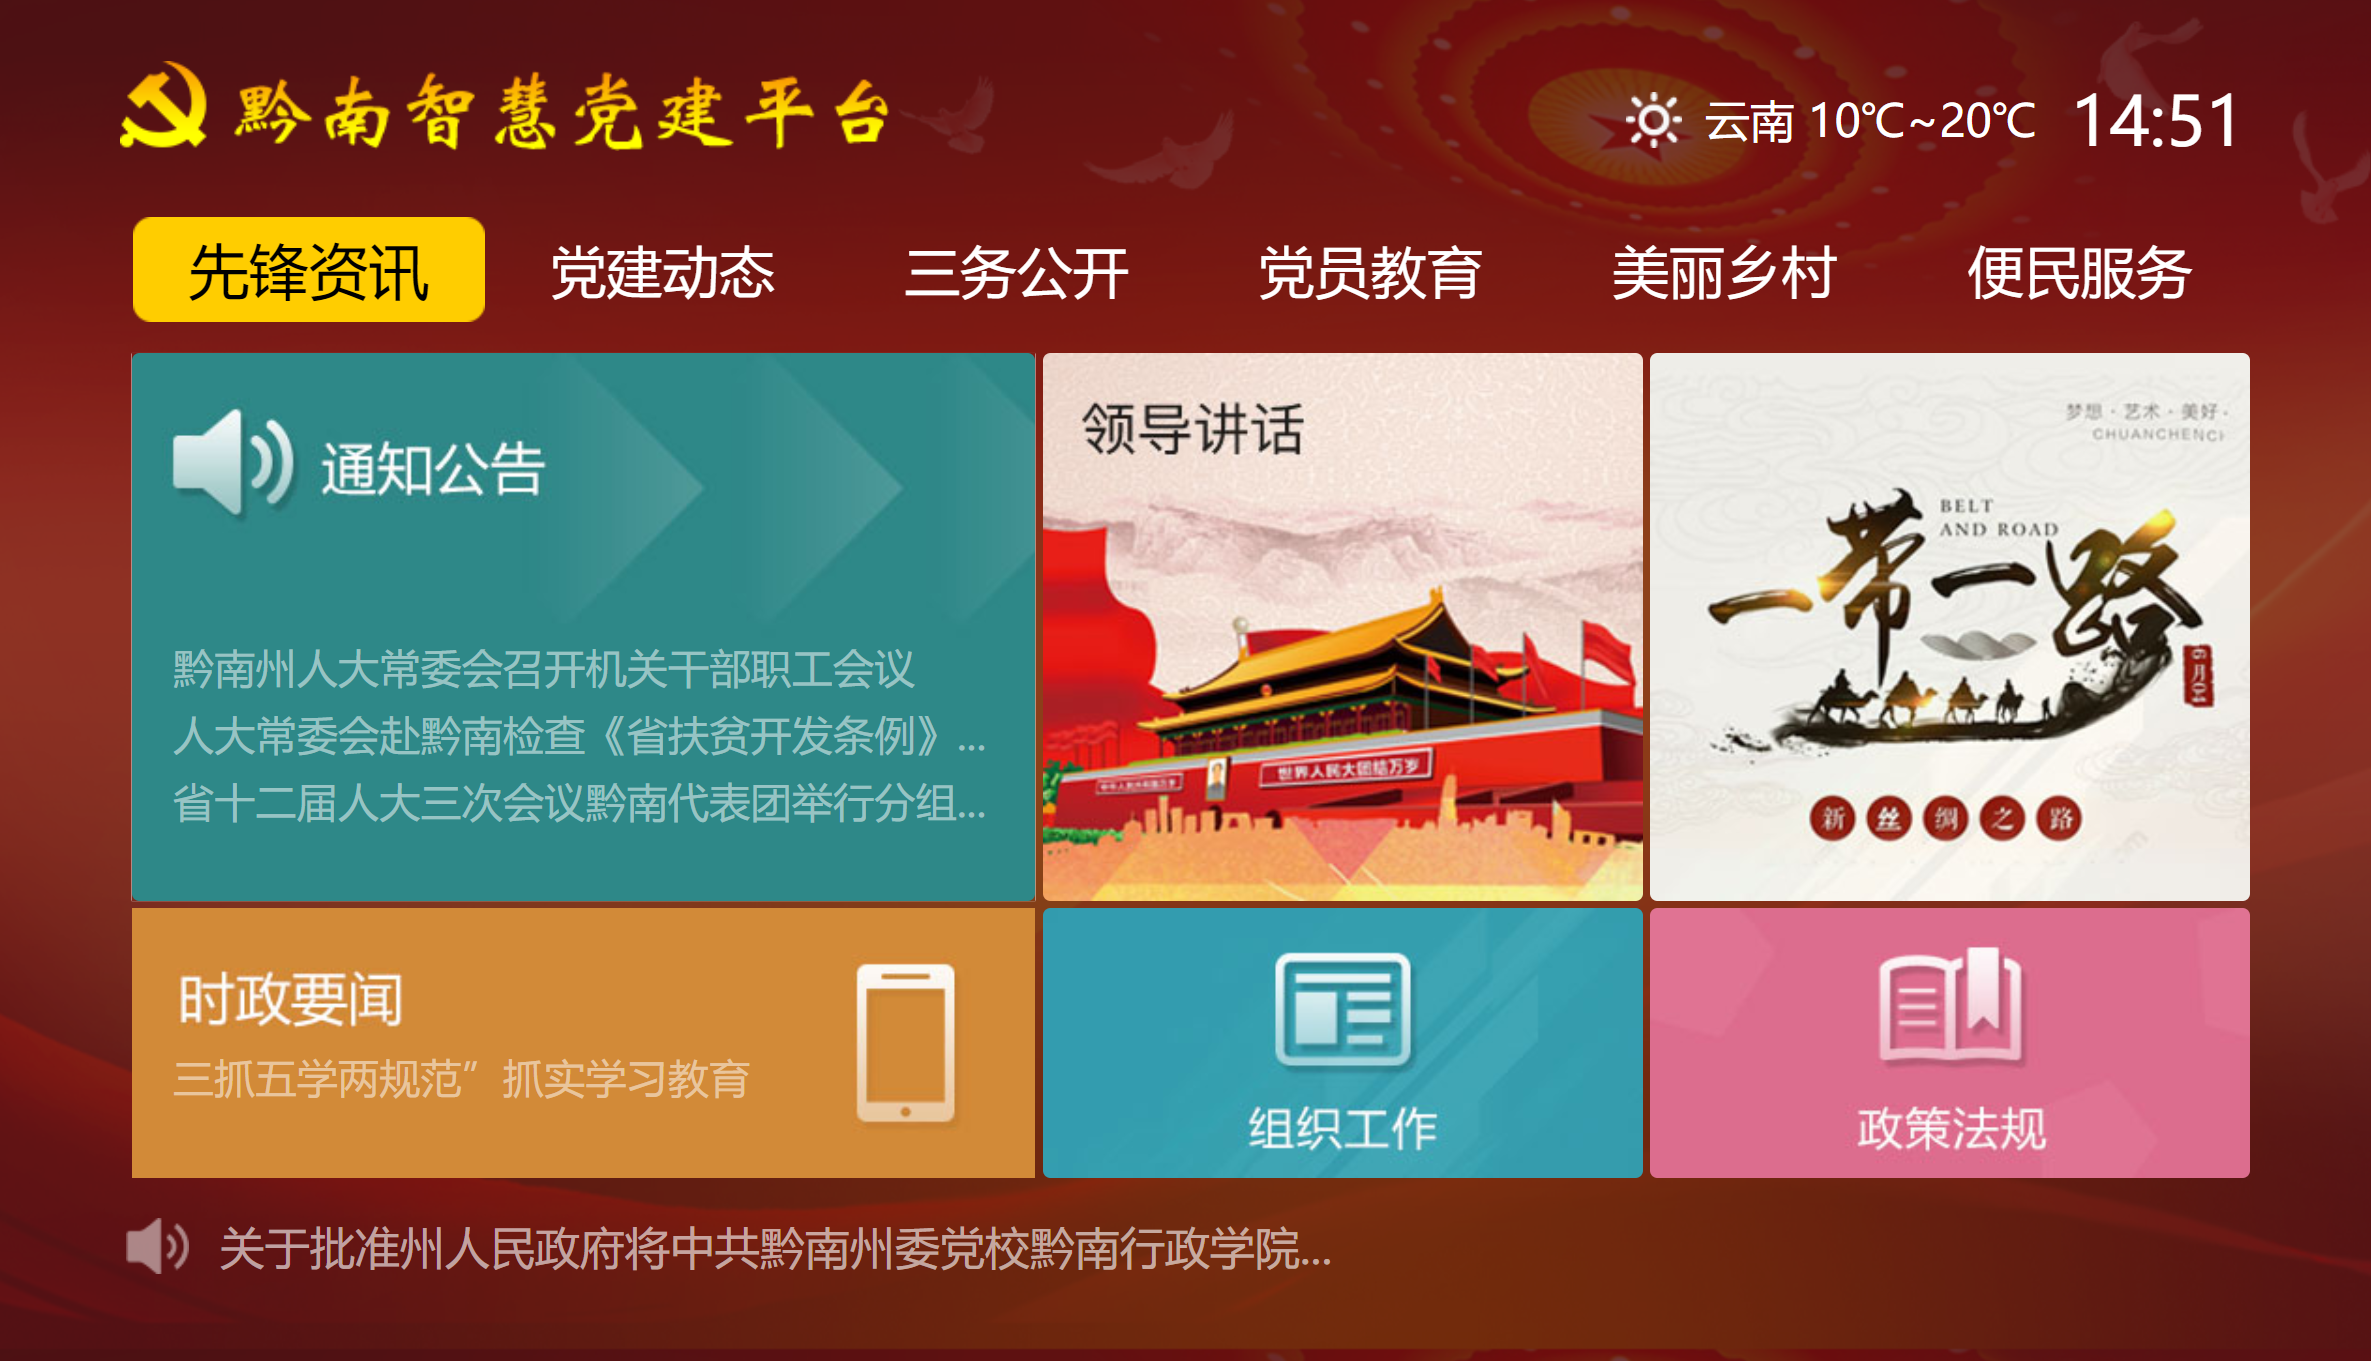 黔南智慧党建平台
云南 10℃~20℃ 14:51
先锋资讯 党建动态 三务公开 党员教育 美丽乡村 便民服务
通知公告
黔南州人大常委会召开机关干部职工会议
人大常委会赴黔南检查《省扶贫开发条例》...
省十二届人大三次会议黔南代表团举行分组...
领导讲话
世界人民大团结万岁
梦想·艺术·美好·
CHUANCHENCI
BELT
AND ROAD
一带一路
6月04
新丝绸之路
时政要闻
三抓五学两规范”抓实学习教育
组织工作
政策法规
关于批准州人民政府将中共黔南州委党校黔南行政学院...